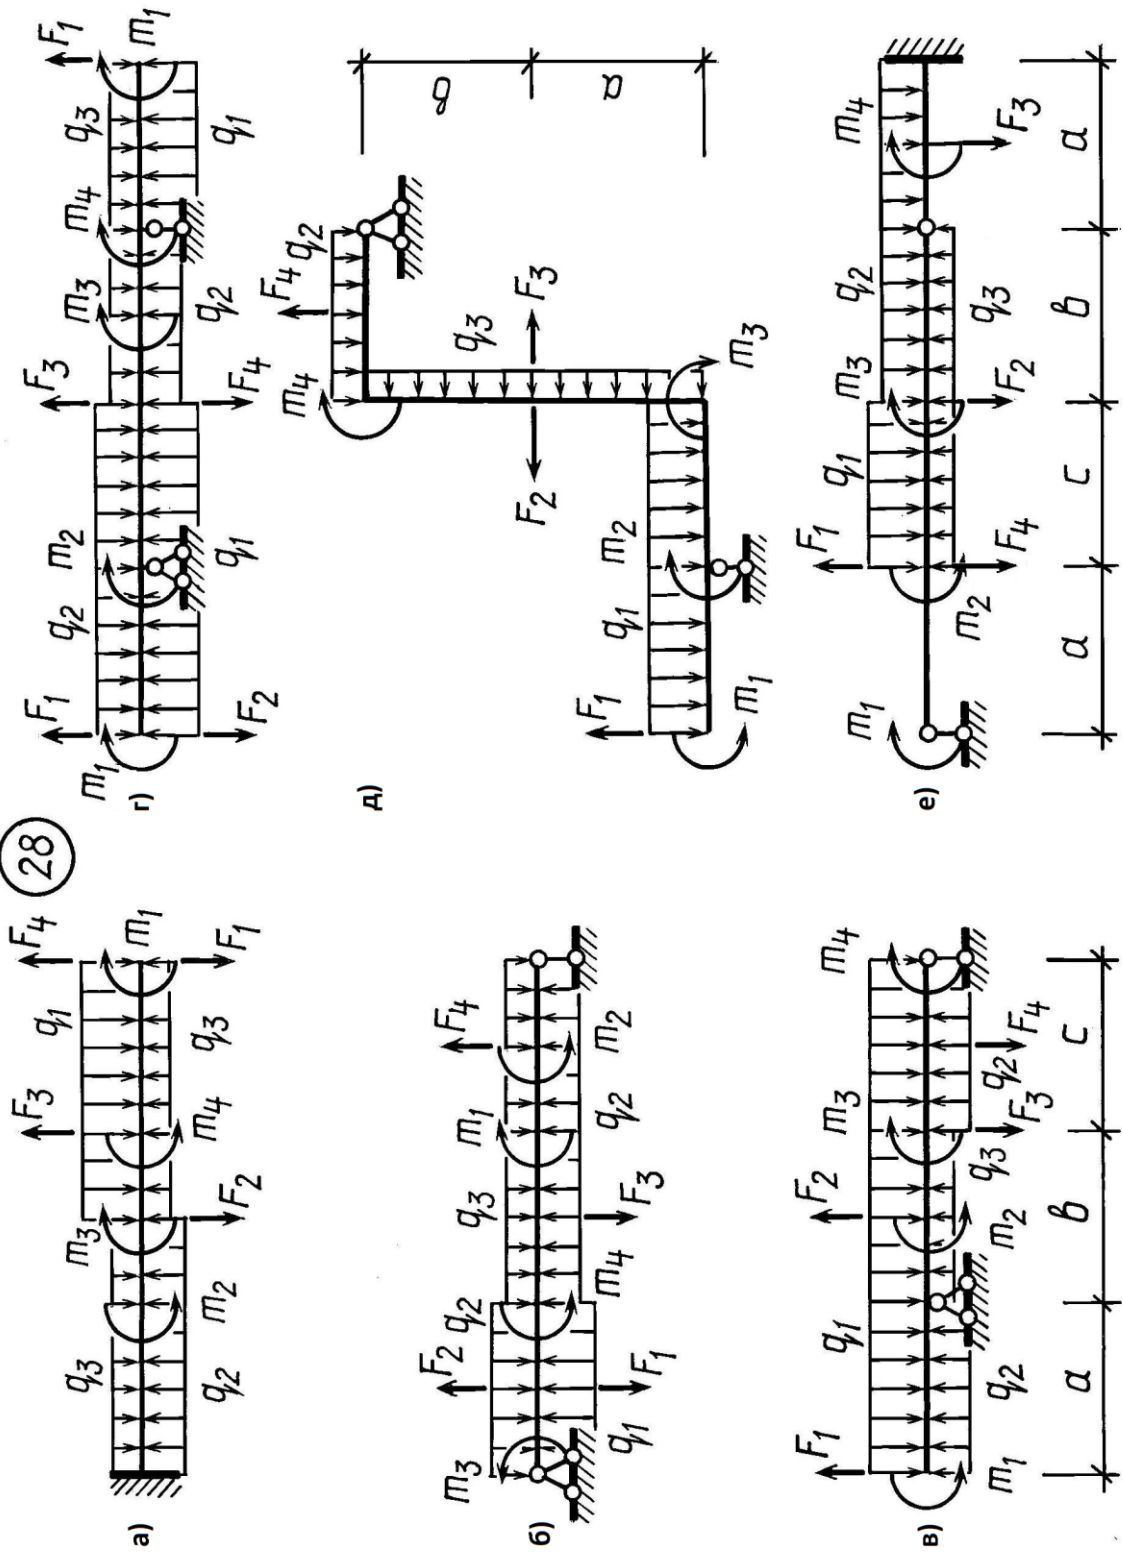 28
а)
F3 F4
q1
q3 m3 m1
m2 m4 q3
q2 F2 F1
б)
F2 F4
m3 q2 q3 m1
m4 q2 m2
q1 F1 F3
в)
F1 F2
q1 m3 m4
m1 q2 m2 q3 q2
F3 F4
a b c
г)
F1 F3 F1
m1 q2 m2 m3 m4 q3 m1
q1 q2 q1
F2 F4
д)
F4 q2
m4
q3
F2 F3
в
a
F1 q1 m2 m3
m1
е)
F1
m1 q1 m3 q2 m4
m2 F4 F2 q3 F3
a c b a